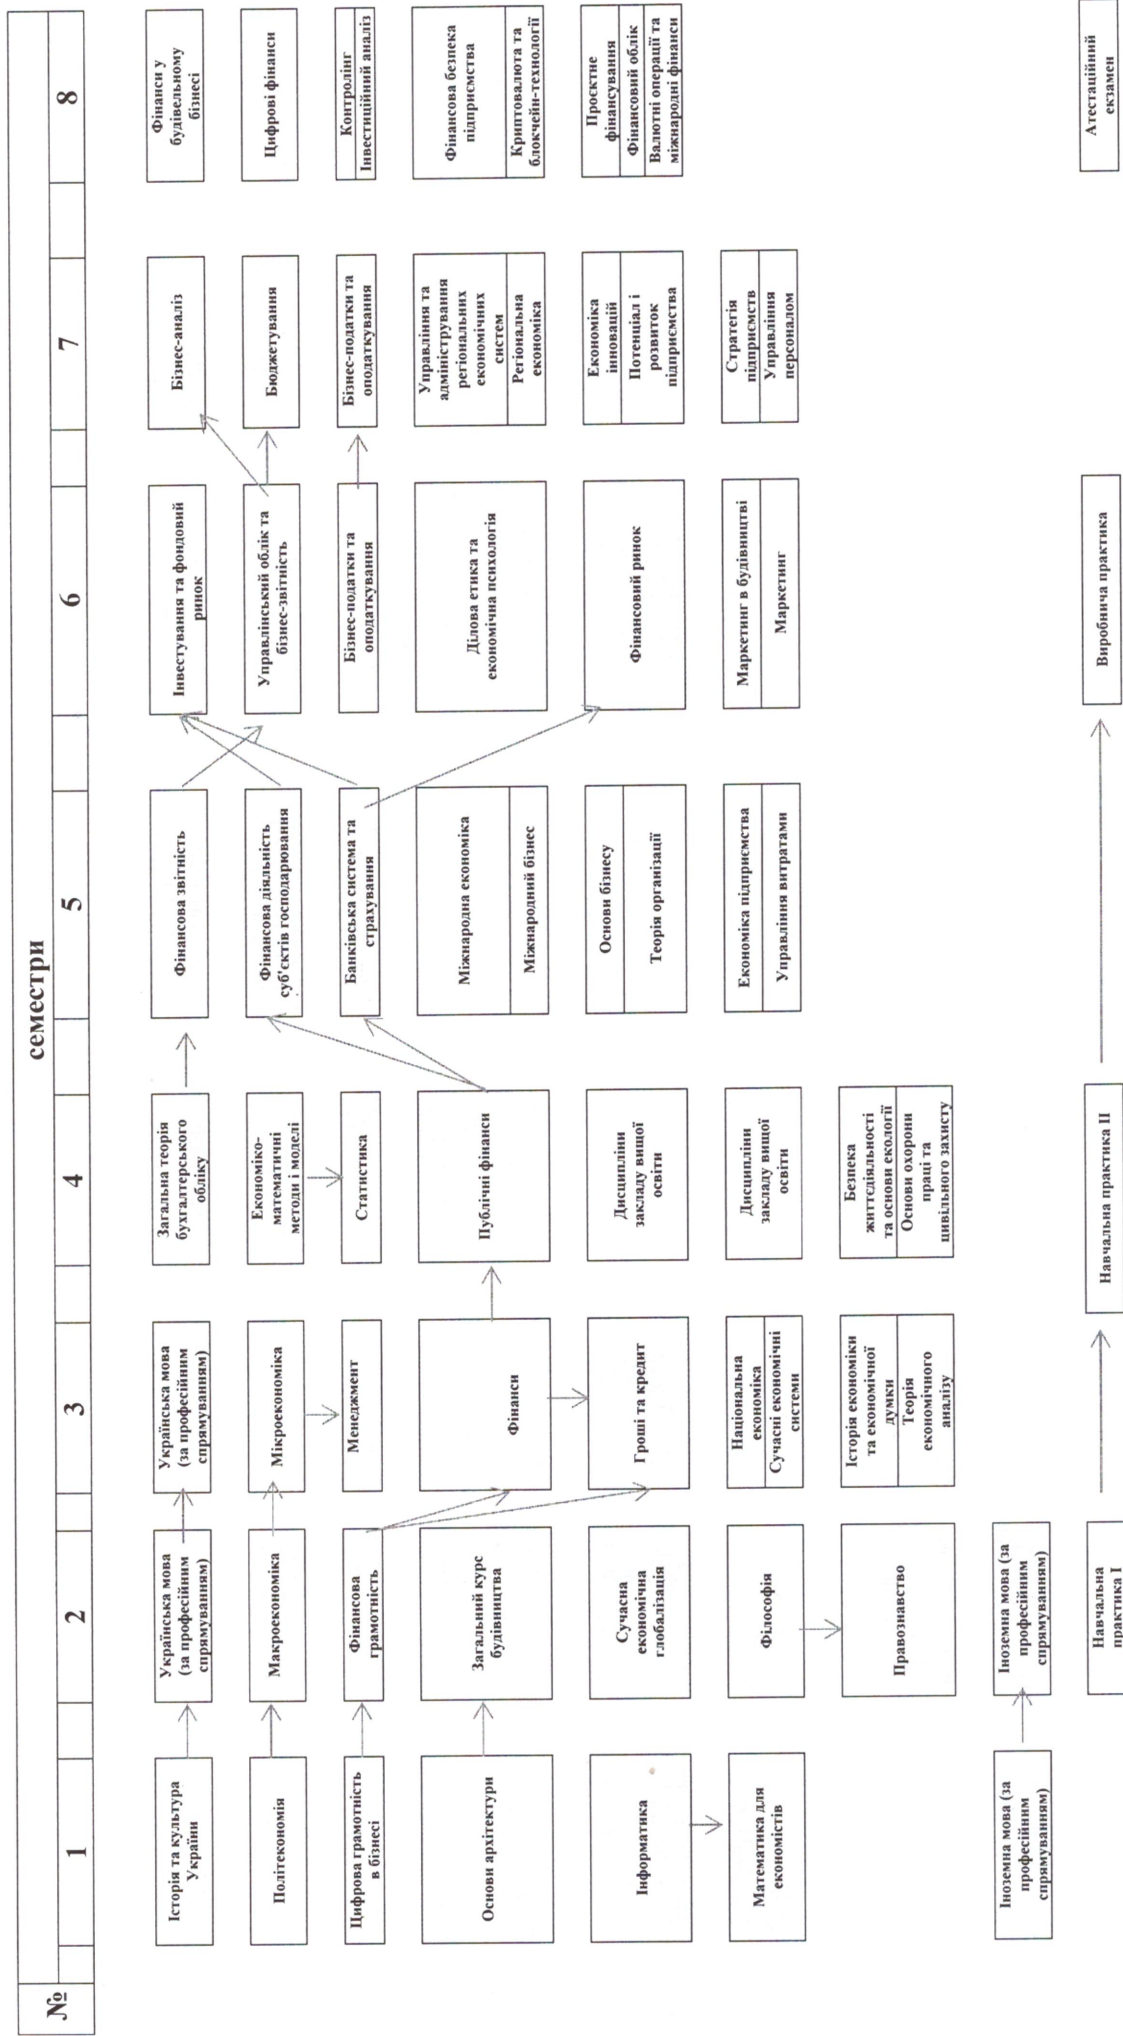 №
семестри
1
2
3
4
5
6
7
8
Історія та культура
України
Політекономія
Цифрова грамотність
в бізнесі
Основи архітектури
Інформатика
Математика для
економістів
Іноземна мова (за
професійним
спрямуванням)
Українська мова
(за професійним
спрямуванням)
Макроекономіка
Фінансова
грамотність
Загальний курс
будівництва
Сучасна
економічна
глобалізація
Філософія
Правознавство
Іноземна мова (за
професійним
спрямуванням)
Навчальна
практика I
Українська мова
(за професійним
спрямуванням)
Мікроекономіка
Менеджмент
Фінанси
Гроші та кредит
Національна
економіка
Сучасні економічні
системи
Історія економіки
та економічної
думки
Теорія
економічного
аналізу
Загальна теорія
бухгалтерського
обліку
Економіко-
математичні
методи і моделі
Статистика
Публічні фінанси
Дисципліни
закладу вищої
освіти
Дисципліни
закладу вищої
освіти
Безпека
життєдіяльності
та основи екології
Основи охорони
праці та
цивільного захисту
Навчальна практика II
Фінансова звітність
Фінансова діяльність
суб'єктів господарювання
Банківська система та
страхування
Міжнародна економіка
Міжнародний бізнес
Основи бізнесу
Теорія організації
Економіка підприємства
Управління витратами
Інвестування та фондовий
ринок
Управлінський облік та
бізнес-звітність
Бізнес-податки та
оподаткування
Ділова етика та
економічна психологія
Фінансовий ринок
Маркетинг в будівництві
Маркетинг
Виробнича практика
Бізнес-аналіз
Бюджетування
Бізнес-податки та
оподаткування
Управління та
адміністрування
регіональних
економічних
систем
Регіональна
економіка
Економіка
інновацій
Потенціал і
розвиток
підприємства
Стратегія
підприємств
Управління
персоналом
Фінанси у
будівельному
бізнесі
Цифрові фінанси
Контролінг
Інвестиційний аналіз
Фінансова безпека
підприємства
Криптовалюта та
блокчейн-технології
Проєктне
фінансування
Фінансовий облік
Валютні операції та
міжнародні фінанси
Атестаційний
екзамен